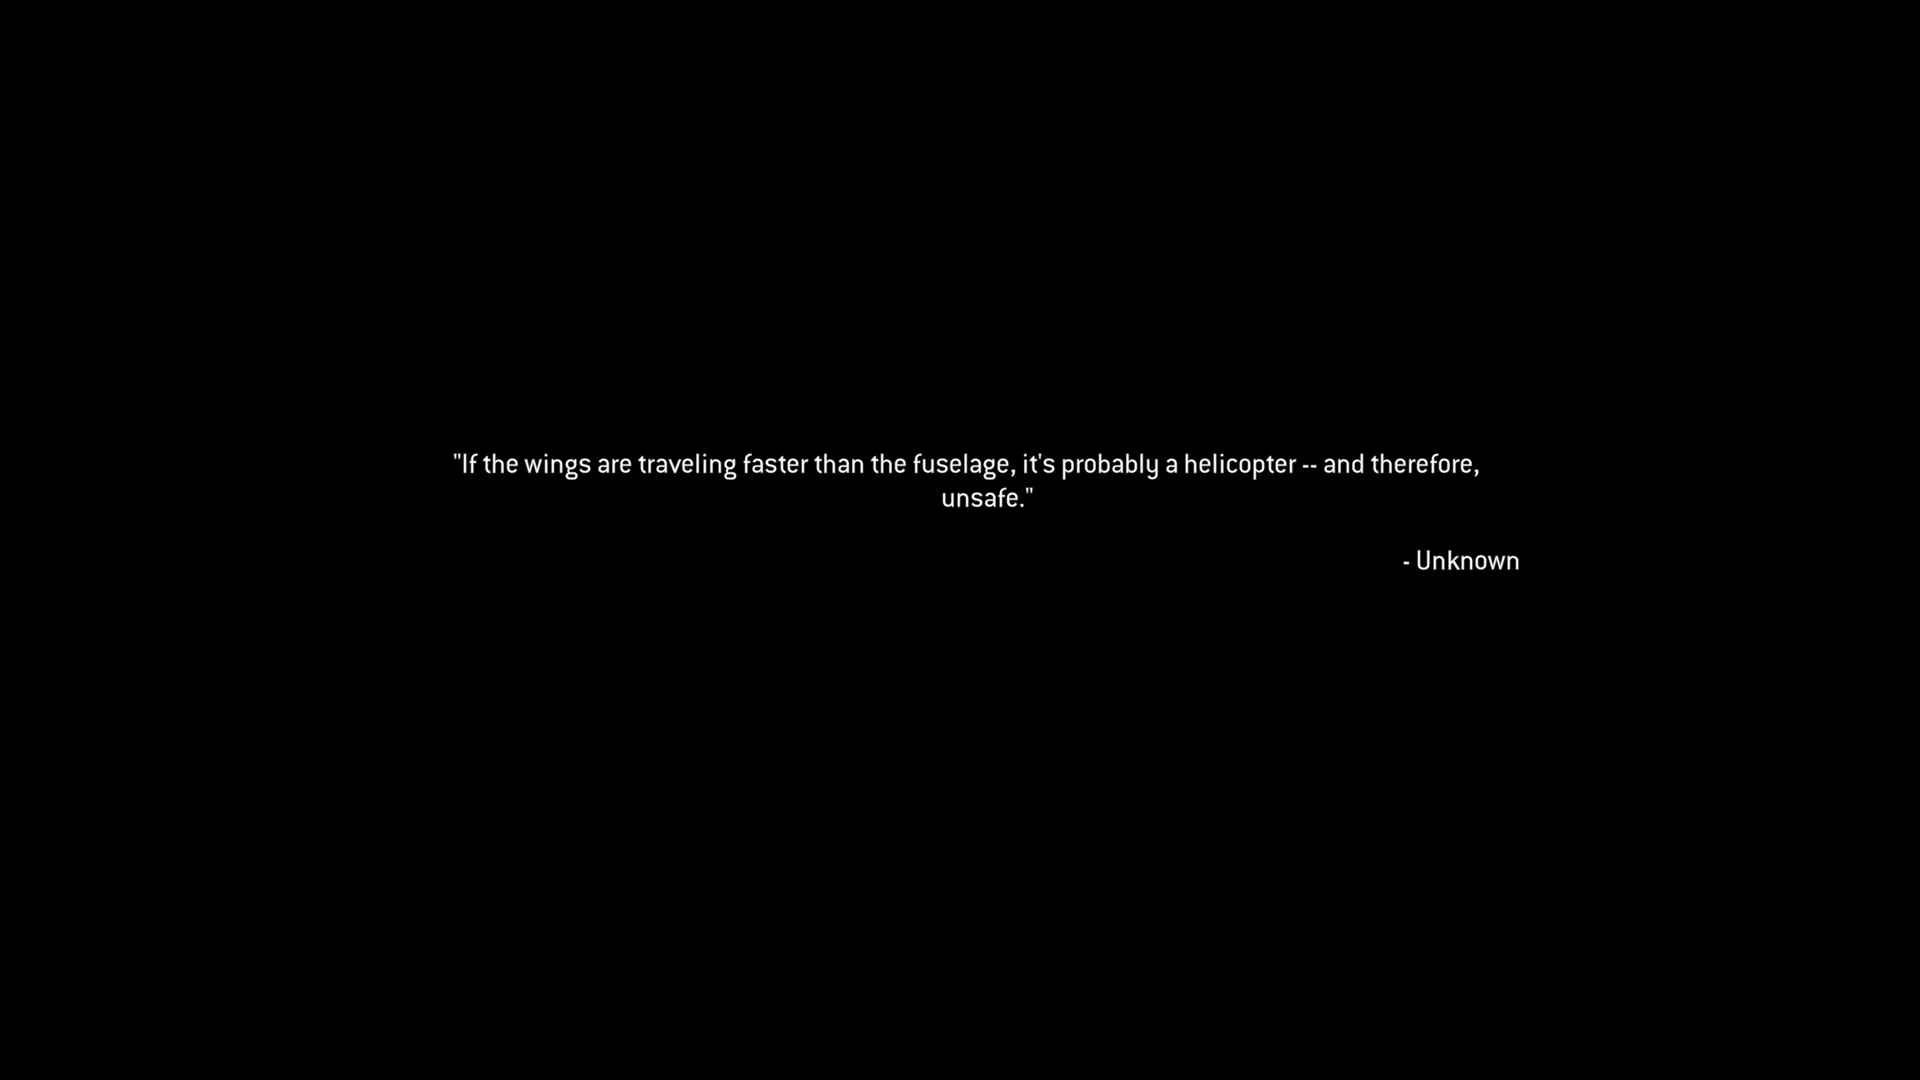 "If the wings are traveling faster than the fuselage, it's probably a helicopter -- and therefore,
unsafe."
- Unknown